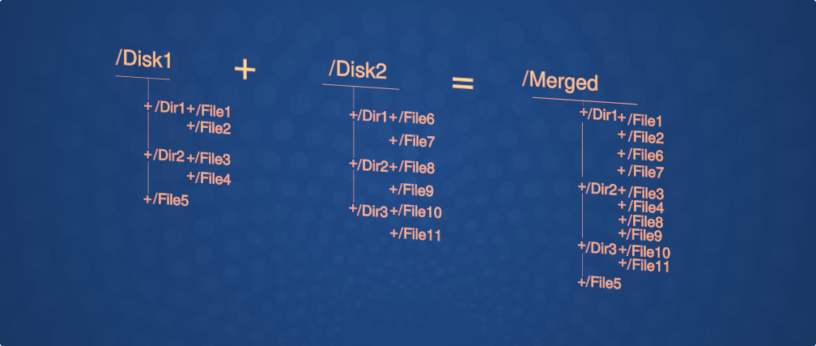 /Disk1
+/Dir1+/File1
+/File2
+/Dir2+/File3
+/File4
+/File5
+
/Disk2
+/Dir1+/File6
+/File7
+/Dir2+/File8
+/File9
+/Dir3+/File10
+/File11
=
/Merged
+/Dir1+/File1
+/File2
+/File6
+/File7
+/Dir2+/File3
+/File4
+/File8
+/File9
+/Dir3+/File10
+/File11
+/File5